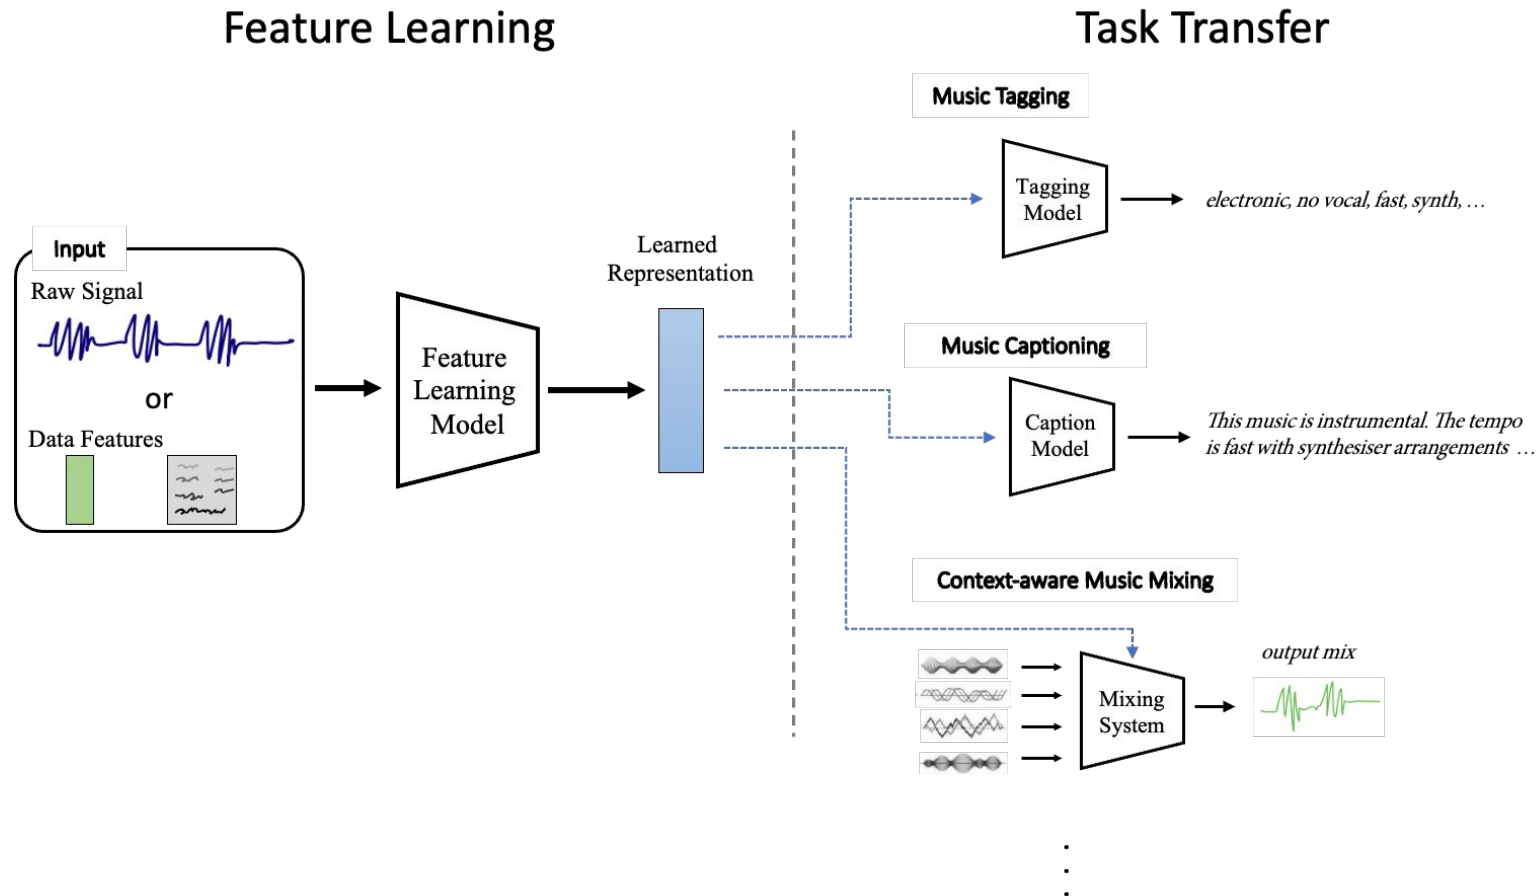 Feature Learning
Task Transfer
Input
Raw Signal
or
Data Features
Feature
Learning
Model
Learned
Representation
Music Tagging
Tagging
Model
electronic, no vocal, fast, synth, …
Music Captioning
Caption
Model
This music is instrumental. The tempo
is fast with synthesiser arrangements …
Context-aware Music Mixing
Mixing
System
output mix